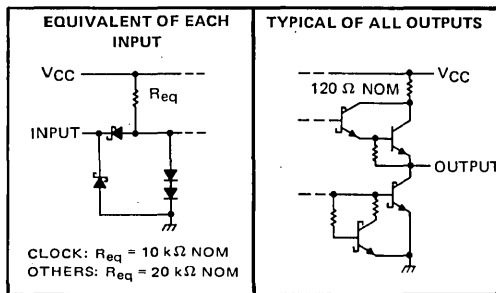 EQUIVALENT OF EACH
INPUT
VCC
Req
INPUT
CLOCK: Req = 10 kΩ NOM
OTHERS: Req = 20 kΩ NOM
TYPICAL OF ALL OUTPUTS
VCC
120 Ω NOM
OUTPUT